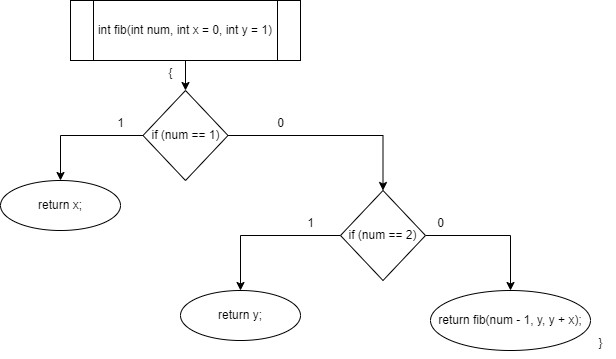 int fib(int num, int x = 0, int y = 1)
{
1
if (num == 1)
0
return x;
1
if (num == 2)
0
return y;
return fib(num - 1, y, y + x);
}